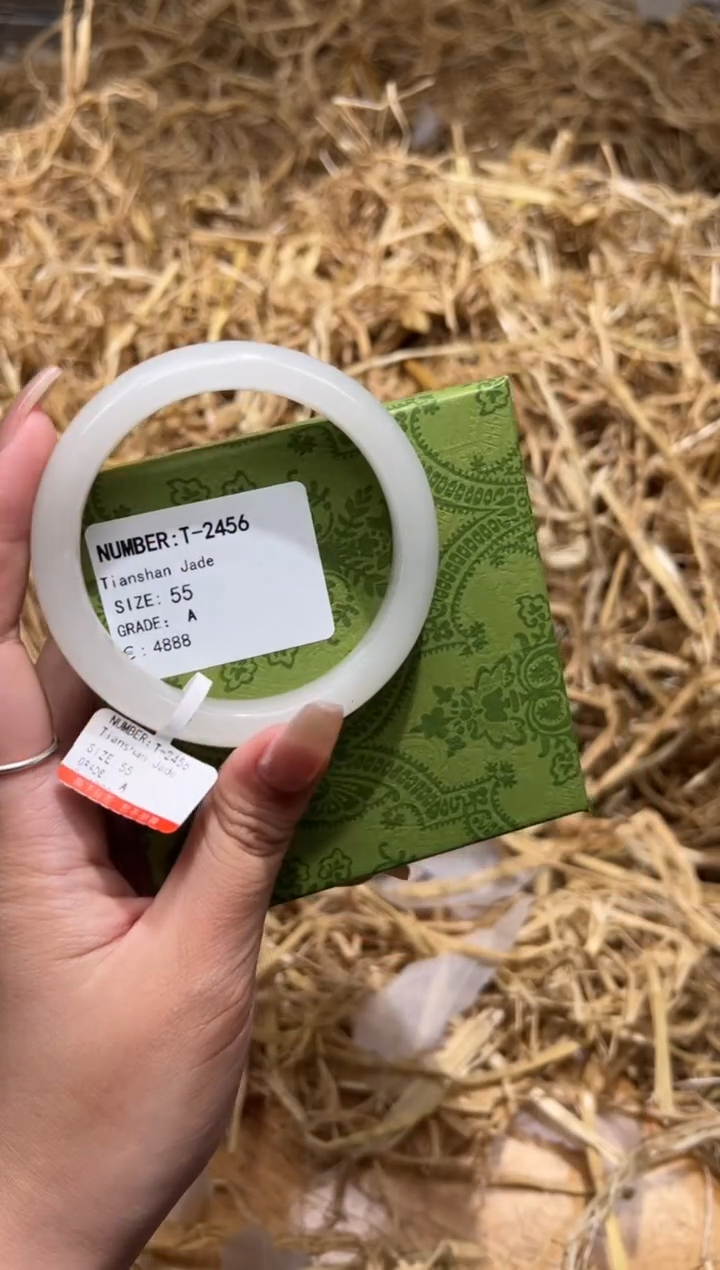 NUMBER:T-2456
Tianshan Jade
SIZE: 55
GRADE: A
: 4888
NUMBER:T-2456
Tianshan Jade
SIZE 55
GRADE A